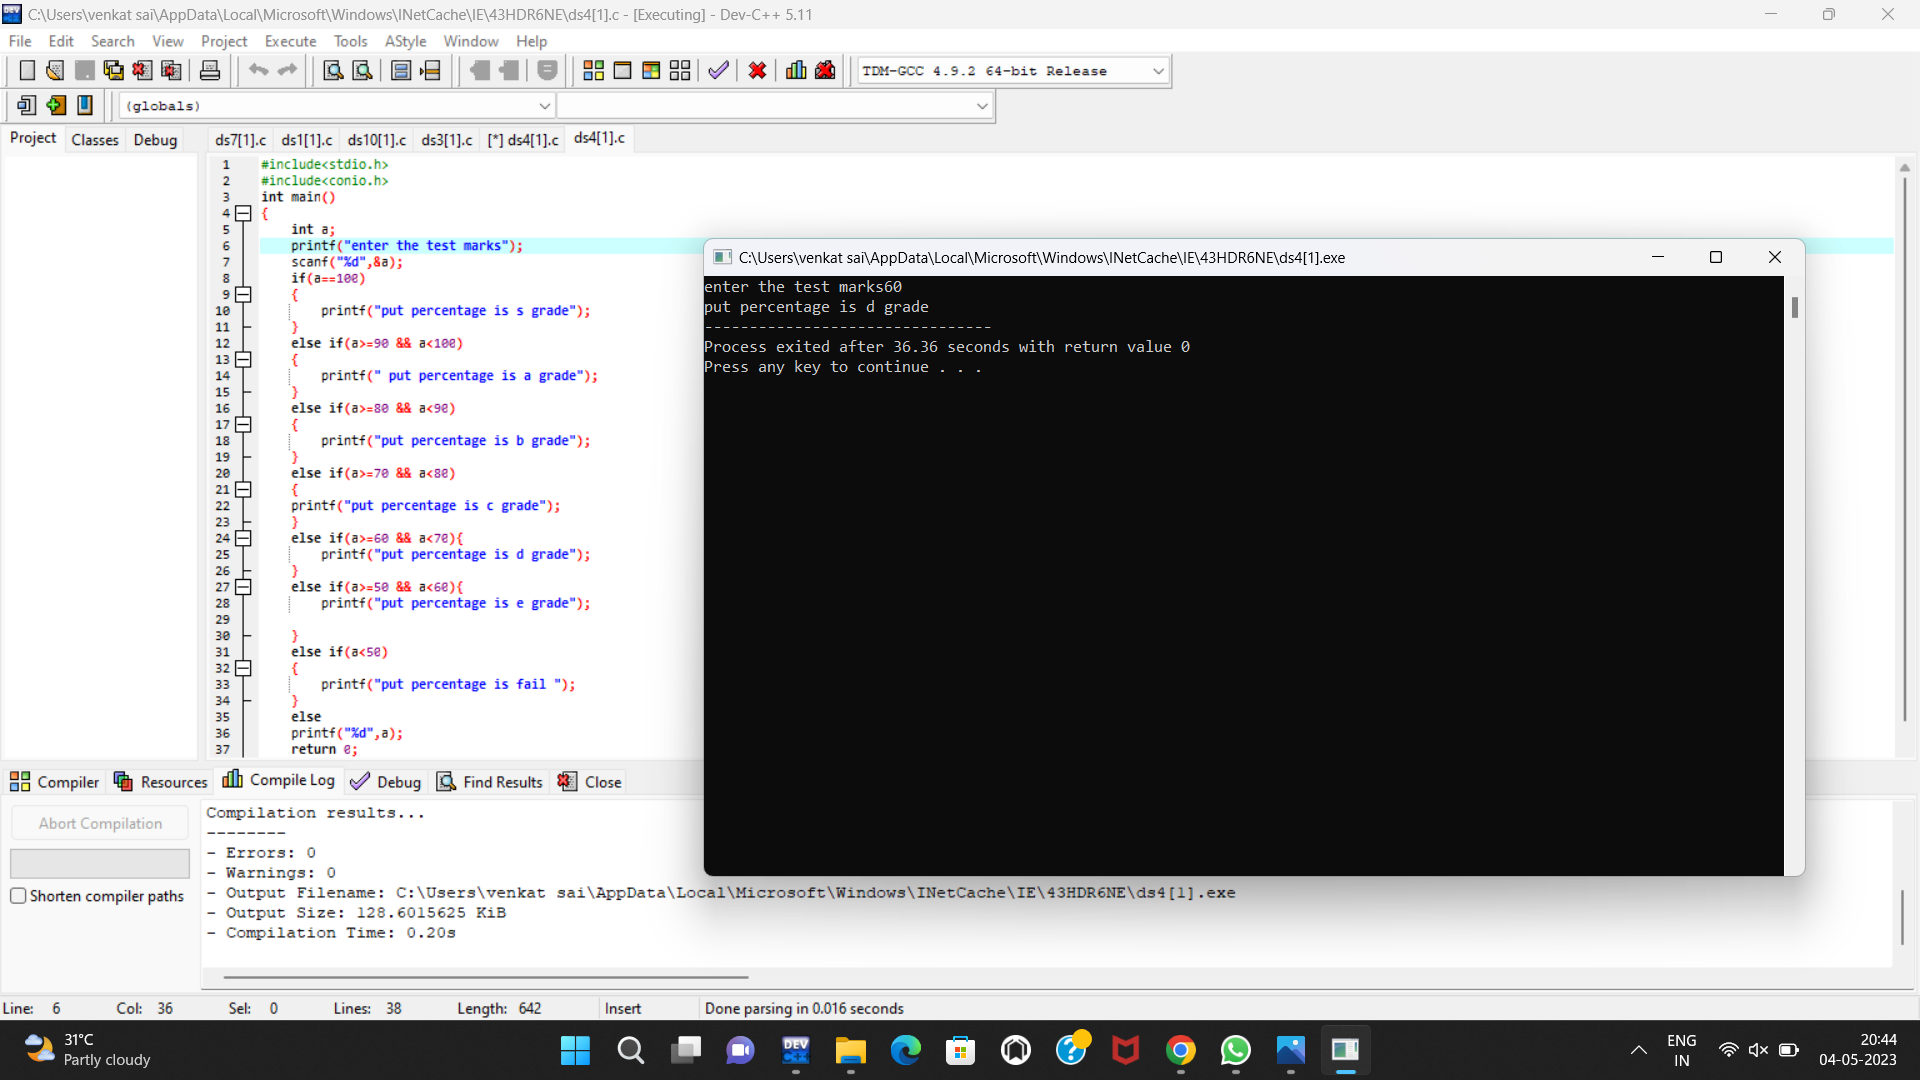 C:\Users\venkat sai\AppData\Local\Microsoft\Windows\INetCache\IE\43HDR6NE\ds4[1].c - [Executing] - Dev-C++ 5.11
File Edit Search View Project Execute Tools AStyle Window Help
TDM-GCC 4.9.2 64-bit Release
(globals)
Project Classes Debug
ds7[1].c ds1[1].c ds10[1].c ds3[1].c [*] ds4[1].c ds4[1].c
1 #include<stdio.h>
2 #include<conio.h>
3 int main()
4 {
5 int a;
6 printf("enter the test marks");
7 scanf("%d",&a);
8 if(a==100)
9 {
10 printf("put percentage is s grade");
11 }
12 else if(a>=90 && a<100)
13 {
14 printf(" put percentage is a grade");
15 }
16 else if(a>=80 && a<90)
17 {
18 printf("put percentage is b grade");
19 }
20 else if(a>=70 && a<80)
21 {
22 printf("put percentage is c grade");
23 }
24 else if(a>=60 && a<70){
25 printf("put percentage is d grade");
26 }
27 else if(a>=50 && a<60){
28 printf("put percentage is e grade");
29
30 }
31 else if(a<50)
32 {
33 printf("put percentage is fail ");
34 }
35 else
36 printf("%d",a);
37 return 0;
C:\Users\venkat sai\AppData\Local\Microsoft\Windows\INetCache\IE\43HDR6NE\ds4[1].exe
enter the test marks60
put percentage is d grade
--------------------------------
Process exited after 36.36 seconds with return value 0
Press any key to continue . . .
Compiler Resources Compile Log Debug Find Results Close
Abort Compilation
Shorten compiler paths
Compilation results...
--------
- Errors: 0
- Warnings: 0
- Output Filename: C:\Users\venkat sai\AppData\Local\Microsoft\Windows\INetCache\IE\43HDR6NE\ds4[1].exe
- Output Size: 128.6015625 KiB
- Compilation Time: 0.20s
Line: 6 Col: 36 Sel: 0 Lines: 38 Length: 642 Insert Done parsing in 0.016 seconds
31°C
Partly cloudy
DEV
ENG
IN
20:44
04-05-2023